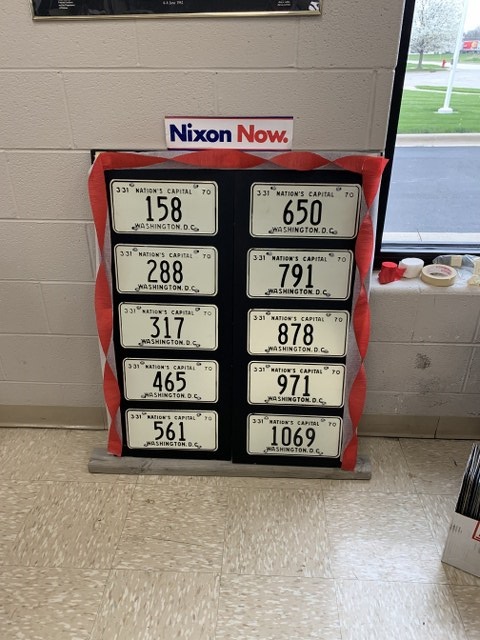 Nixon Now.
3·31 NATION'S CAPITAL 70
158
WASHINGTON, D.C.
3·31 NATION'S CAPITAL 70
288
WASHINGTON, D.C.
3·31 NATION'S CAPITAL 70
317
WASHINGTON, D.C.
3·31 NATION'S CAPITAL 70
465
WASHINGTON, D.C.
3·31 NATION'S CAPITAL 70
561
WASHINGTON, D.C.
3·31 NATION'S CAPITAL 70
650
WASHINGTON, D.C.
3·31 NATION'S CAPITAL 70
791
WASHINGTON, D.C.
3·31 NATION'S CAPITAL 70
878
WASHINGTON, D.C.
3·31 NATION'S CAPITAL 70
971
WASHINGTON, D.C.
3·31 NATION'S CAPITAL 70
1069
WASHINGTON, D.C.